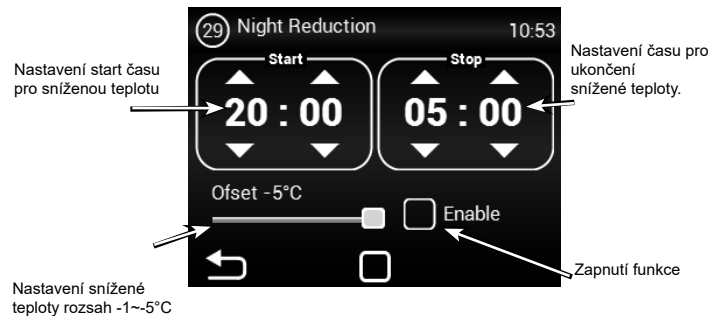 29 Night Reduction 10:53
Start
Stop
Nastavení start času
pro sníženou teplotu
20 : 00
05 : 00
Nastavení času pro
ukončení
snížené teploty.
Ofset -5°C
Enable
Nastavení snížené
teploty rozsah -1~-5°C
Zapnutí funkce